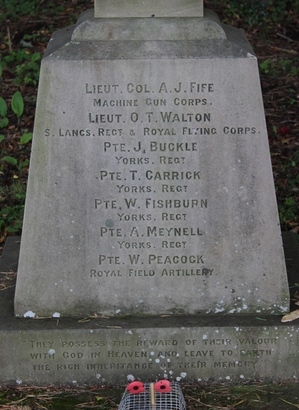 LIEUT. COL. A. J. FIFE
MACHINE GUN CORPS.
LIEUT. O. T. WALTON
S. LANCS. REGT & ROYAL FLYING CORPS.
PTE. J. BUCKLE
YORKS. REGT
PTE. T. CARRICK
YORKS. REGT
PTE. W. FISHBURN
YORKS. REGT
PTE. A. MEYNELL
YORKS. REGT
PTE. W. PEACOCK
ROYAL FIELD ARTILLERY
THEY POSSESS THE REWARD OF THEIR VALOUR
WITH GOD IN HEAVEN, AND LEAVE TO EARTH
THE RICH INHERITANCE OF THEIR MEMORY